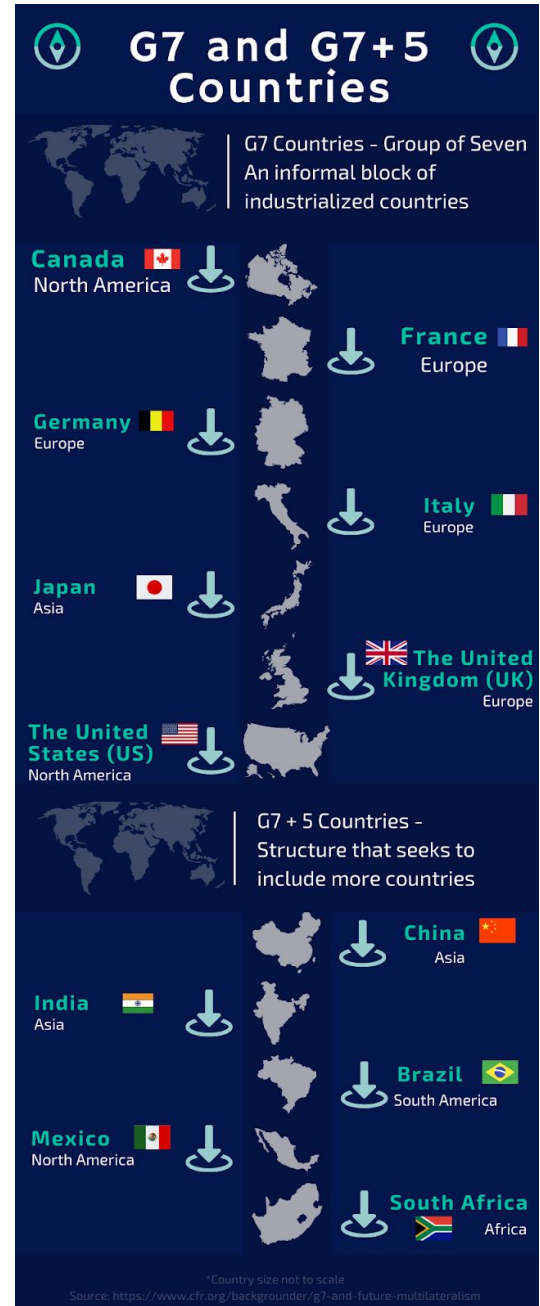 G7 and G7+5
Countries
G7 Countries - Group of Seven
An informal block of
industrialized countries
Canada
North America
France
Europe
Germany
Europe
Italy
Europe
Japan
Asia
The United
Kingdom (UK)
Europe
The United
States (US)
North America
G7 + 5 Countries -
Structure that seeks to
include more countries
China
Asia
India
Asia
Brazil
South America
Mexico
North America
South Africa
Africa
*Country size not to scale
Source: https://www.cfr.org/backgrounder/g7-and-future-multilateralism